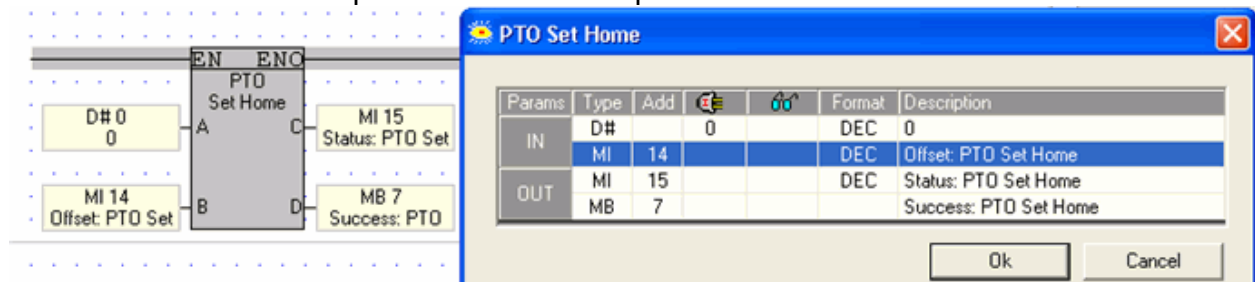 EN ENO
PTO
Set Home
D# 0
0
A
C
MI 15
Status: PTO Set
MI 14
Offset: PTO Set
B
D
MB 7
Success: PTO
PTO Set Home
Params Type Add Format Description
IN
D# 0 DEC 0
MI 14 DEC Offset: PTO Set Home
OUT
MI 15 DEC Status: PTO Set Home
MB 7 Success: PTO Set Home
Ok Cancel